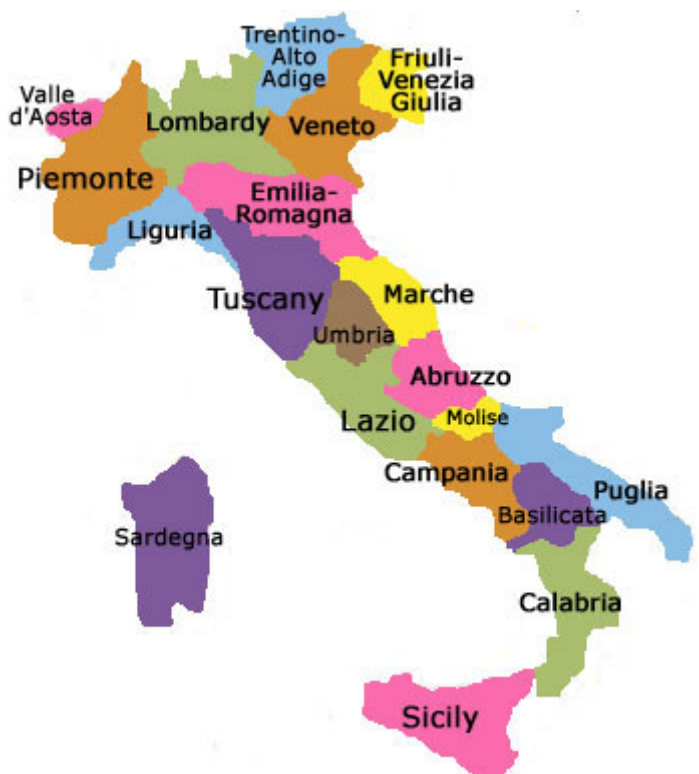 Trentino-
Alto
Adige
Friuli-
Venezia
Giulia
Valle
d'Aosta
Lombardy
Veneto
Piemonte
Emilia-
Romagna
Liguria
Tuscany
Marche
Umbria
Abruzzo
Lazio
Molise
Campania
Puglia
Basilicata
Sardegna
Calabria
Sicily